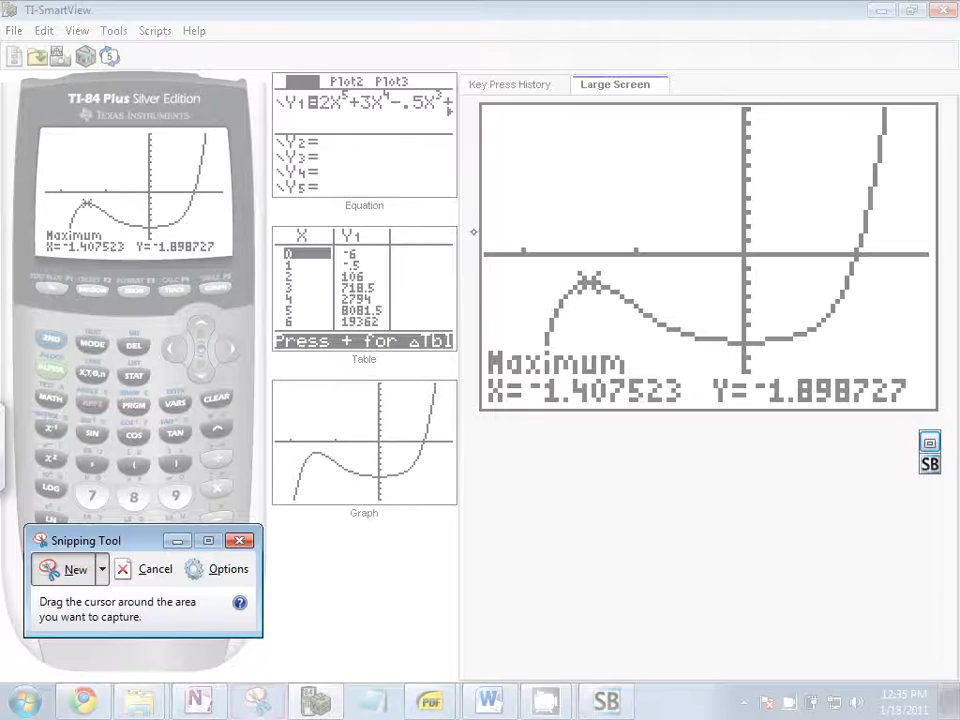 TI-SmartView
File Edit View Tools Scripts Help
TI-84 Plus Silver Edition
TEXAS INSTRUMENTS
Maximum
X=-1.407523 Y=-1.898727
MODE DEL
X,T,Θ,n STAT
MATH PRGM VARS CLEAR
SIN COS TAN
LOG 7 8 9
LN
Plot2 Plot3
\Y1=2X^5+3X^4-.5X^3+
\Y2=
\Y3=
\Y4=
\Y5=
Equation
X Y1
0 -6
1 -.5
2 106
3 718.5
4 2794
5 8081.5
6 19362
Press + for ΔTbl
Table
Graph
Key Press History Large Screen
Maximum
X=-1.407523 Y=-1.898727
SB
Snipping Tool
New Cancel Options
Drag the cursor around the area
you want to capture.
PDF W SB
12:35 PM
1/18/2011